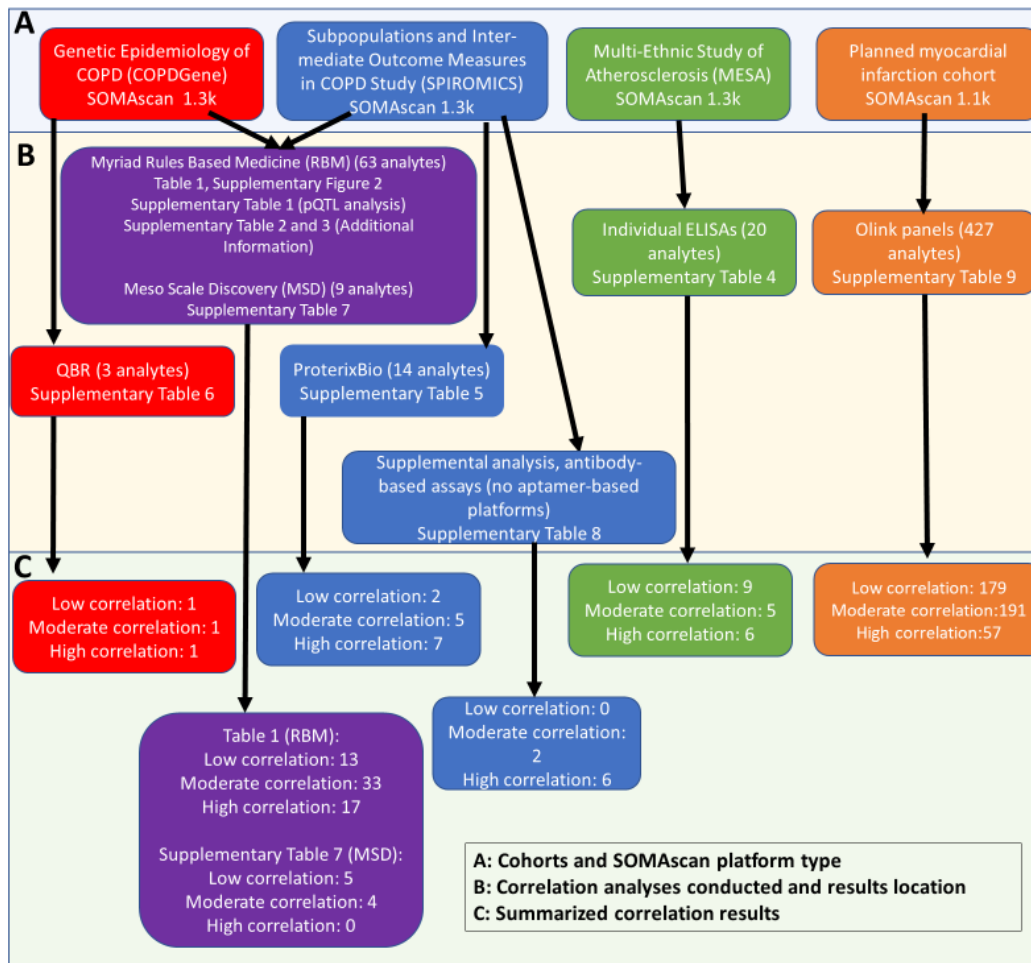 A
Genetic Epidemiology of
COPD (COPDGene)
SOMAscan 1.3k
Subpopulations and Inter-
mediate Outcome Measures
in COPD Study (SPIROMICS)
SOMAscan 1.3k
Multi-Ethnic Study of
Atherosclerosis (MESA)
SOMAscan 1.3k
Planned myocardial
infarction cohort
SOMAscan 1.1k
B
Myriad Rules Based Medicine (RBM) (63 analytes)
Table 1, Supplementary Figure 2
Supplementary Table 1 (pQTL analysis)
Supplementary Table 2 and 3 (Additional
Information)
Meso Scale Discovery (MSD) (9 analytes)
Supplementary Table 7
Individual ELISAs (20
analytes)
Supplementary Table 4
Olink panels (427
analytes)
Supplementary Table 9
QBR (3 analytes)
Supplementary Table 6
ProterixBio (14 analytes)
Supplementary Table 5
Supplemental analysis, antibody-
based assays (no aptamer-based
platforms)
Supplementary Table 8
C
Low correlation: 1
Moderate correlation: 1
High correlation: 1
Low correlation: 2
Moderate correlation: 5
High correlation: 7
Low correlation: 9
Moderate correlation: 5
High correlation: 6
Low correlation: 179
Moderate correlation:191
High correlation:57
Table 1 (RBM):
Low correlation: 13
Moderate correlation: 33
High correlation: 17
Supplementary Table 7 (MSD):
Low correlation: 5
Moderate correlation: 4
High correlation: 0
Low correlation: 0
Moderate correlation:
2
High correlation: 6
A: Cohorts and SOMAscan platform type
B: Correlation analyses conducted and results location
C: Summarized correlation results